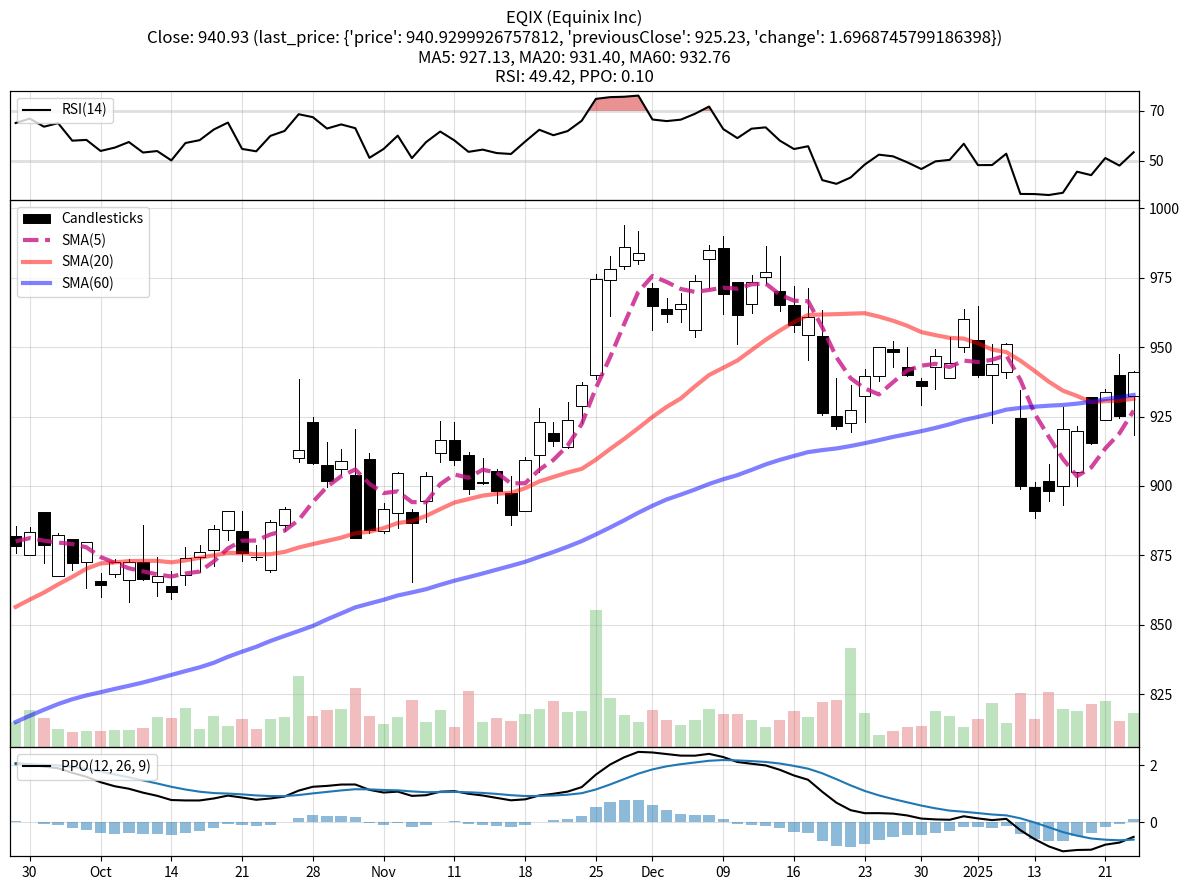 EQIX (Equinix Inc)
Close: 940.93 (last_price: {'price': 940.9299926757812, 'previousClose': 925.23, 'change': 1.6968745799186398})
MA5: 927.13, MA20: 931.40, MA60: 932.76
RSI: 49.42, PPO: 0.10
RSI(14)
70
50
Candlesticks
SMA(5)
SMA(20)
SMA(60)
1000
975
950
925
900
875
850
825
PPO(12, 26, 9)
2
0
30 Oct 14 21 28 Nov 11 18 25 Dec 09 16 23 30 2025 13 21